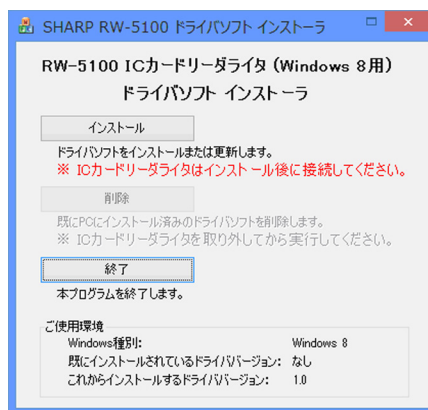 SHARP RW-5100 ドライバソフト インストーラ
RW-5100 ICカードリーダライタ (Windows 8用)
ドライバソフト インストーラ
インストール
ドライバソフトをインストールまたは更新します。
※ ICカードリーダライタはインストール後に接続してください。
削除
既にPCにインストール済みのドライバソフトを削除します。
※ ICカードリーダライタを取り外してから実行してください。
終了
本プログラムを終了します。
ご使用環境
Windows種別: Windows 8
既にインストールされているドライババージョン: なし
これからインストールするドライババージョン: 1.0